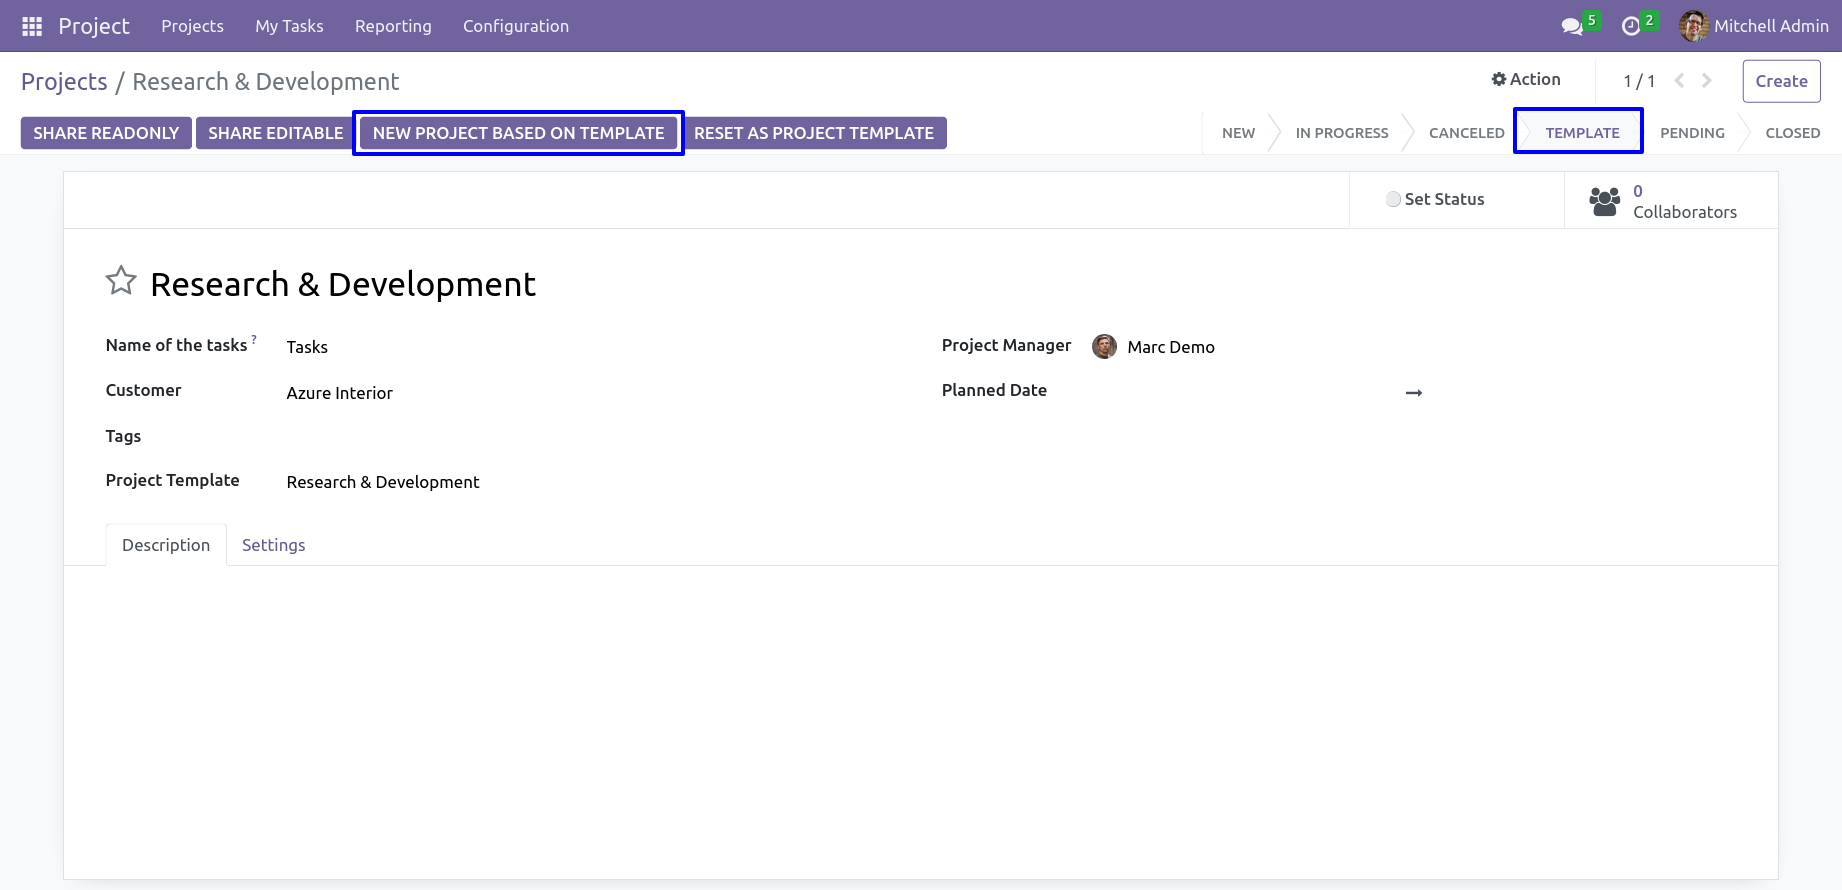 Project Projects My Tasks Reporting Configuration 5 2 Mitchell Admin
Projects / Research & Development Action 1 / 1 Create
SHARE READONLY SHARE EDITABLE NEW PROJECT BASED ON TEMPLATE RESET AS PROJECT TEMPLATE NEW IN PROGRESS CANCELED TEMPLATE PENDING CLOSED
Set Status 0
Collaborators
Research & Development
Name of the tasks ? Tasks Project Manager Marc Demo
Customer Azure Interior Planned Date
Tags
Project Template Research & Development
Description Settings